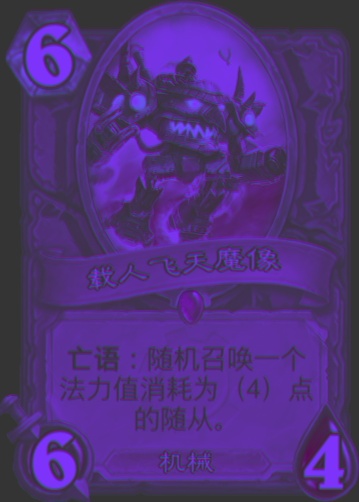 6
载人飞天魔像
亡语：随机召唤一个
法力值消耗为（4）点
的随从。
6
机械
4